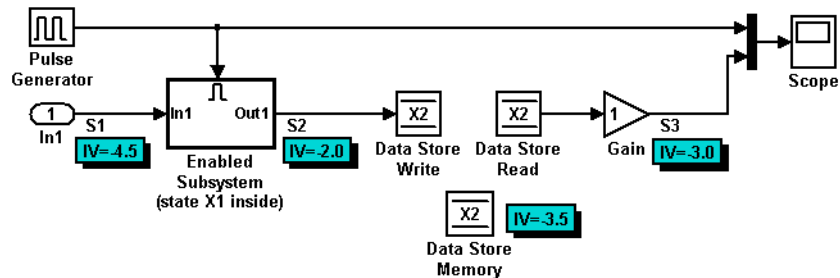 Pulse
Generator
Scope
1
In1
S1
IV=-4.5
In1
Out1
Enabled
Subsystem
(state X1 inside)
S2
IV=-2.0
X2
Data Store
Write
X2
Data Store
Read
1
Gain
S3
IV=-3.0
X2
IV=-3.5
Data Store
Memory